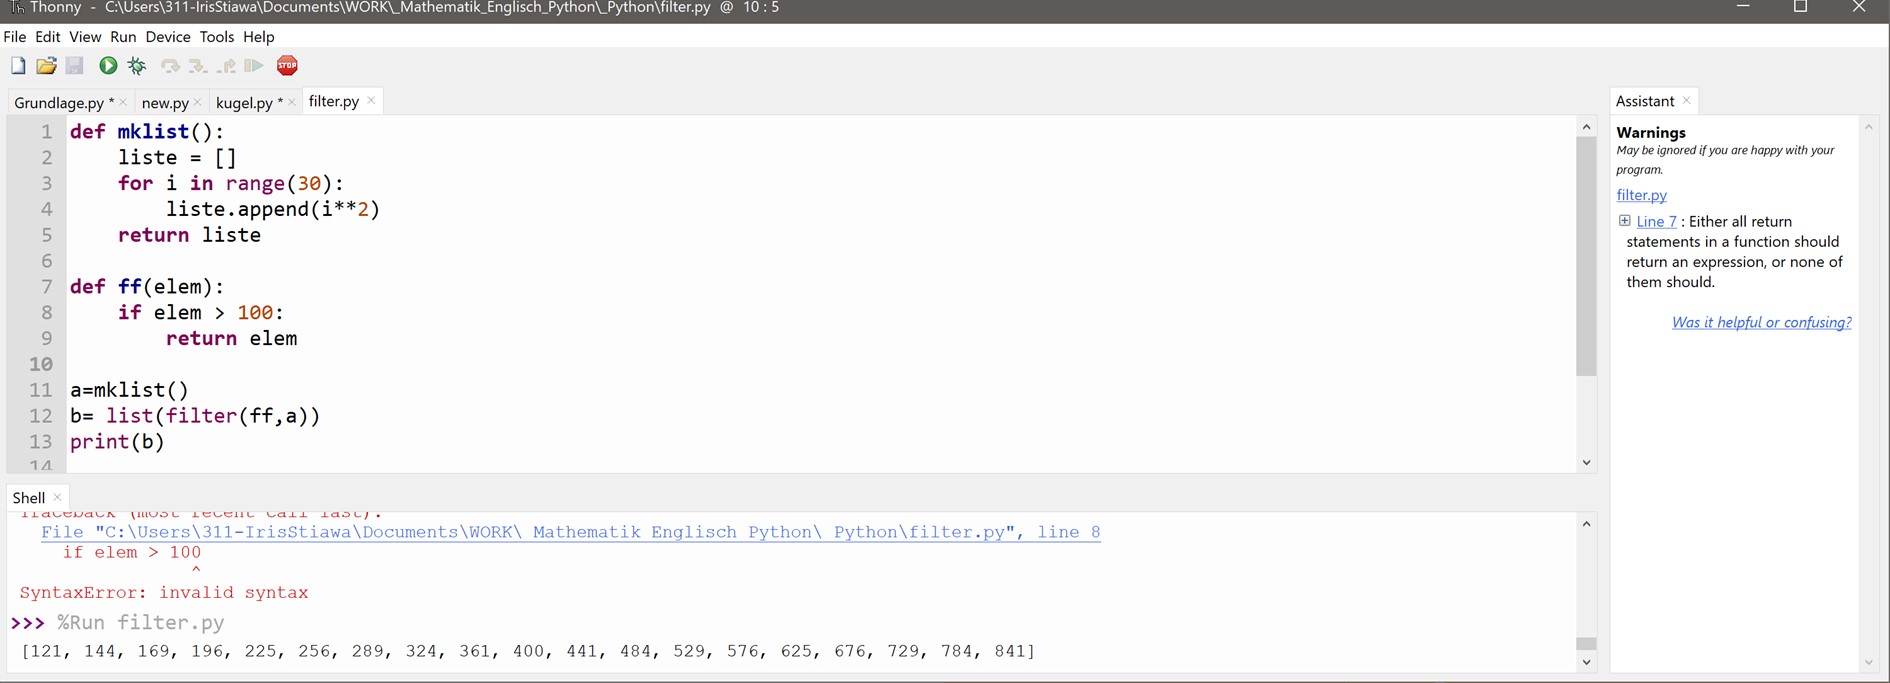 Th Thonny - C:\Users\311-IrisStiawa\Documents\WORK\_Mathematik_Englisch_Python\_Python\filter.py @ 10 : 5
File Edit View Run Device Tools Help
STOP
Grundlage.py * × new.py × kugel.py * × filter.py ×
1 def mklist():
2     liste = []
3     for i in range(30):
4         liste.append(i**2)
5     return liste
6
7 def ff(elem):
8     if elem > 100:
9         return elem
10
11 a=mklist()
12 b= list(filter(ff,a))
13 print(b)
14
Shell ×
Traceback (most recent call last):
File "C:\Users\311-IrisStiawa\Documents\WORK\_Mathematik_Englisch_Python\_Python\filter.py", line 8
if elem > 100
^
SyntaxError: invalid syntax
>>> %Run filter.py
[121, 144, 169, 196, 225, 256, 289, 324, 361, 400, 441, 484, 529, 576, 625, 676, 729, 784, 841]
Assistant ×
Warnings
May be ignored if you are happy with your
program.
filter.py
Line 7 : Either all return
statements in a function should
return an expression, or none of
them should.
Was it helpful or confusing?